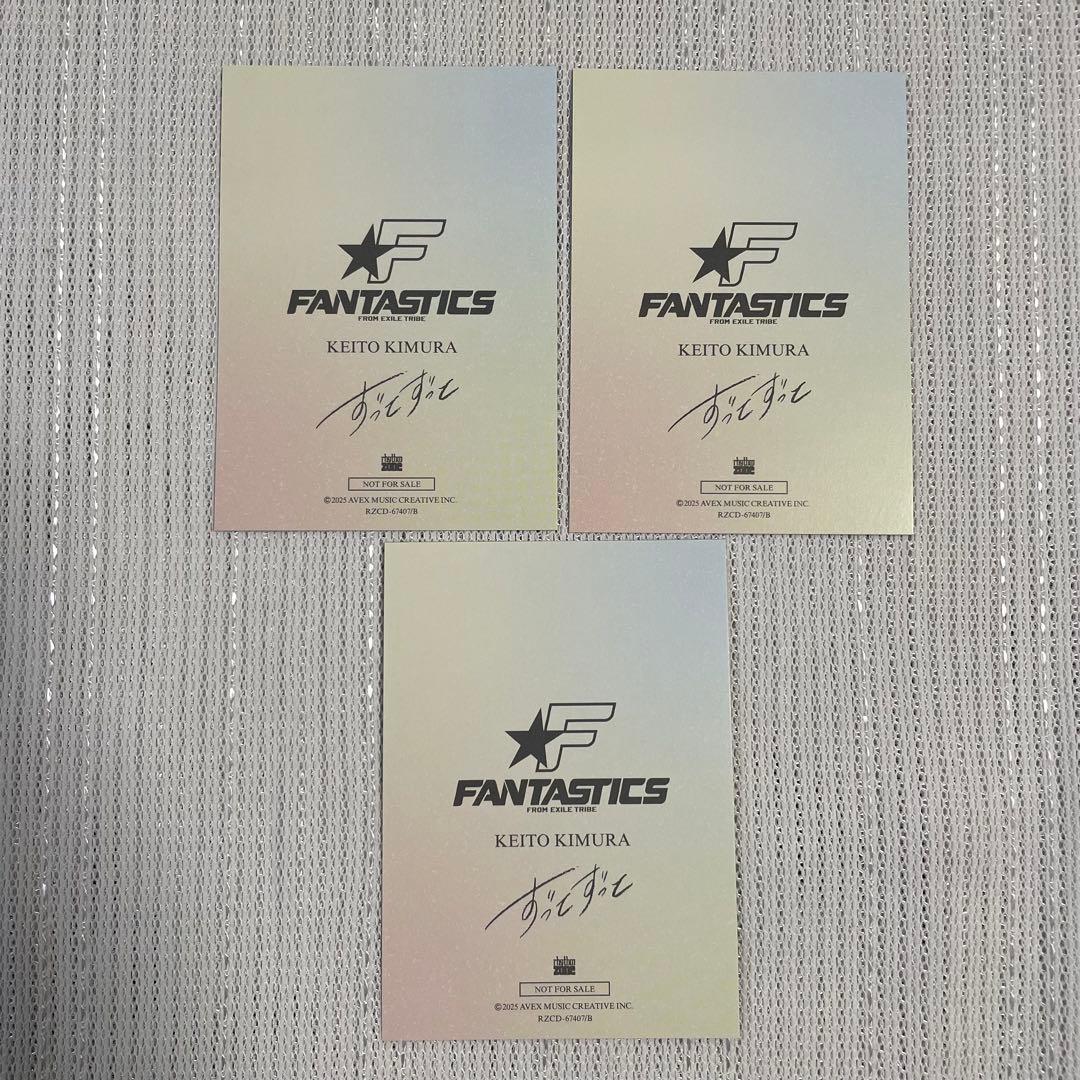 F
FANTASTICS
FROM EXILE TRIBE
KEITO KIMURA
ずっとずっと
rhythm
zone
NOT FOR SALE
©2025 AVEX MUSIC CREATIVE INC.
RZCD-67407/B
F
FANTASTICS
FROM EXILE TRIBE
KEITO KIMURA
ずっとずっと
rhythm
zone
NOT FOR SALE
©2025 AVEX MUSIC CREATIVE INC.
RZCD-67407/B
F
FANTASTICS
FROM EXILE TRIBE
KEITO KIMURA
ずっとずっと
rhythm
zone
NOT FOR SALE
©2025 AVEX MUSIC CREATIVE INC.
RZCD-67407/B